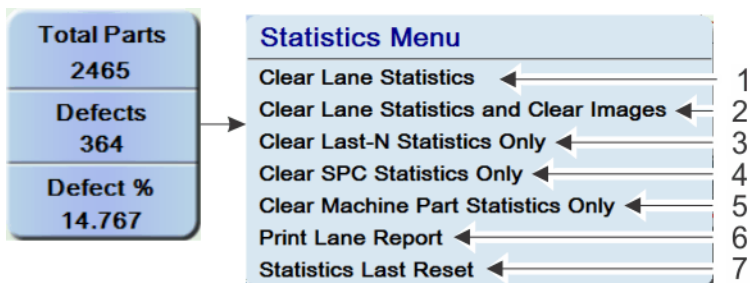 Total Parts
2465
Defects
364
Defect %
14.767
Statistics Menu
Clear Lane Statistics 1
Clear Lane Statistics and Clear Images 2
Clear Last-N Statistics Only 3
Clear SPC Statistics Only 4
Clear Machine Part Statistics Only 5
Print Lane Report 6
Statistics Last Reset 7